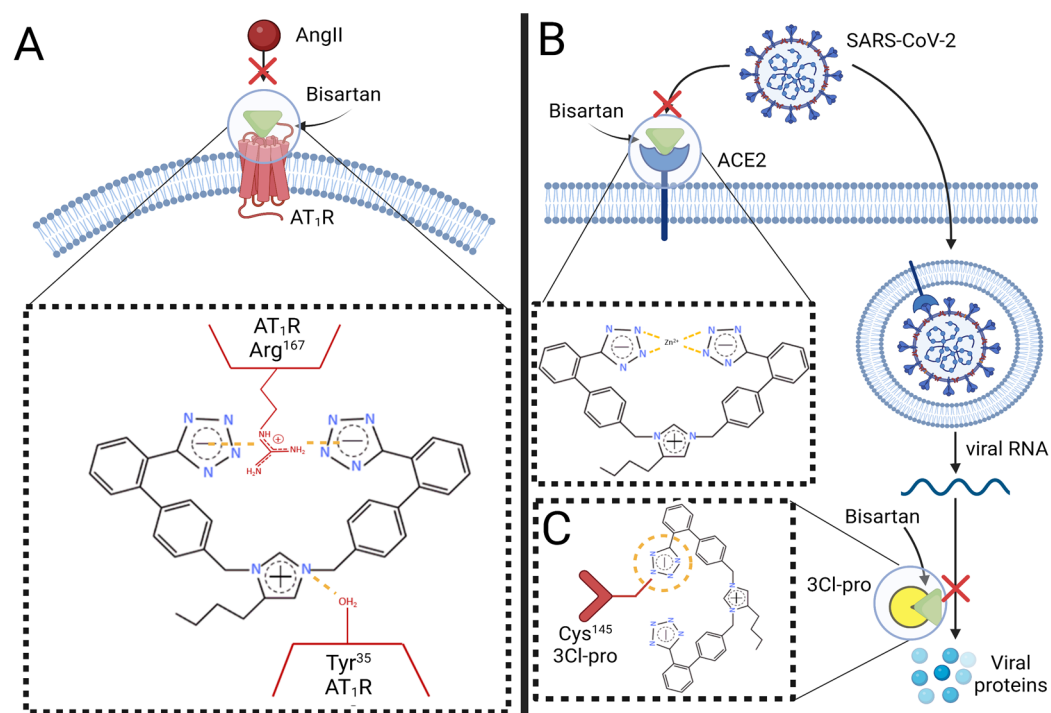 A
AngII
Bisartan
AT₁R
AT₁R
Arg¹⁶⁷
N N
N N
N N
N N
NH
⊕
NH₂
H₂N
N N
+
OH₂
Tyr³⁵
AT₁R
B
SARS-CoV-2
Bisartan
ACE2
N N
N N
Zn²⁺
N N
N N
N N
+
viral RNA
C
Bisartan
3Cl-pro
N N
N N
N
+
N
Cys¹⁴⁵
3Cl-pro
N N
N N
Viral
proteins